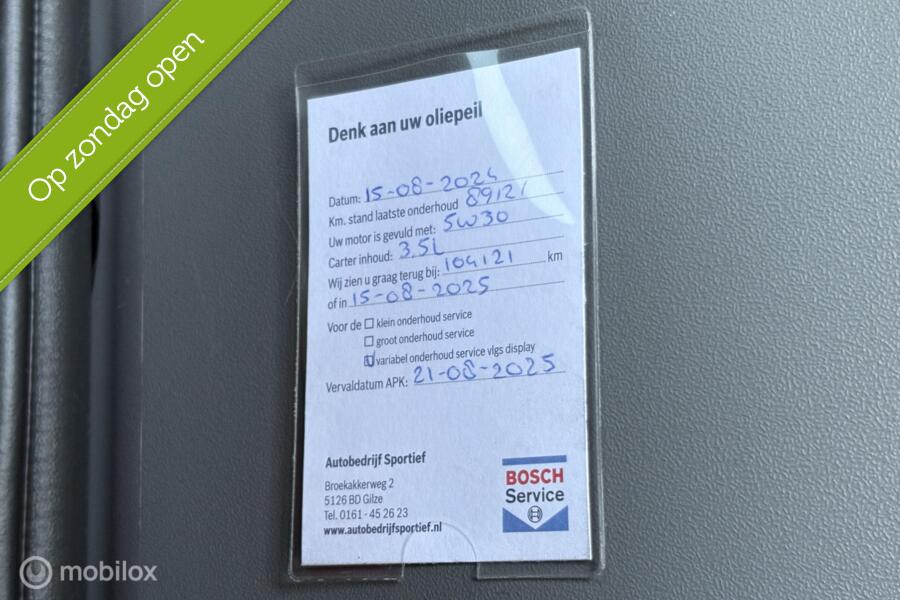 Op zondag open
Denk aan uw oliepeil
Datum: 15-08-2024
Km. stand laatste onderhoud 89121
Uw motor is gevuld met: 5W30
Carter inhoud: 3.5L
Wij zien u graag terug bij: 104121 km
of in 15-08-2025
Voor de klein onderhoud service
groot onderhoud service
variabel onderhoud service vlgs display
Vervaldatum APK: 21-08-2025
Autobedrijf Sportief
Broekakkerweg 2
5126 BD Gilze
Tel. 0161 - 45 26 23
www.autobedrijfsportief.nl
BOSCH
Service
mobilox